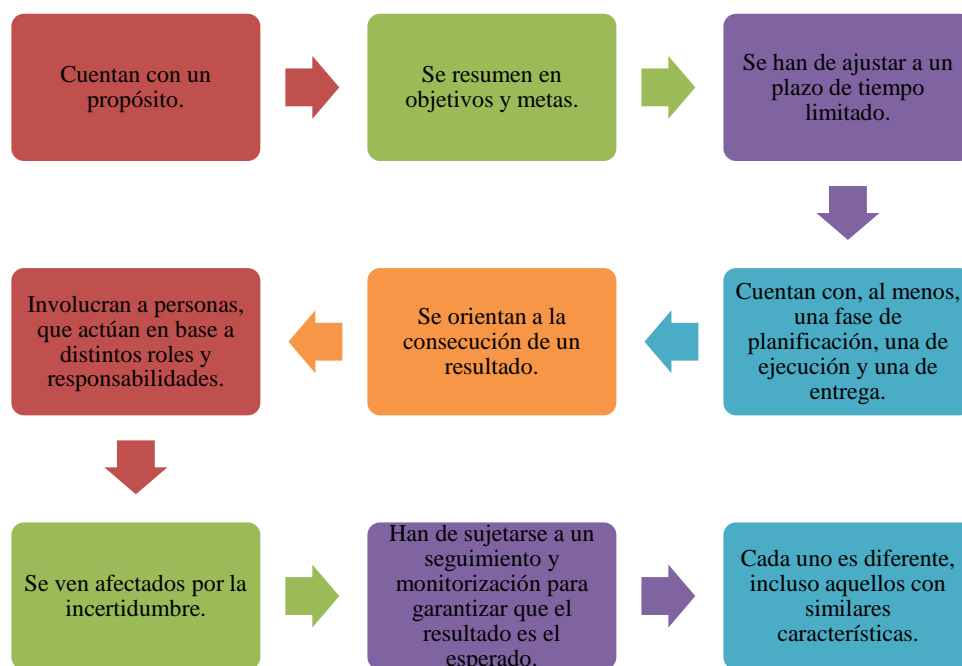 Cuentan con un
propósito.
Se resumen en
objetivos y metas.
Se han de ajustar a un
plazo de tiempo
limitado.
Cuentan con, al menos,
una fase de
planificación, una de
ejecución y una de
entrega.
Se orientan a la
consecución de un
resultado.
Involucran a personas,
que actúan en base a
distintos roles y
responsabilidades.
Se ven afectados por la
incertidumbre.
Han de sujetarse a un
seguimiento y
monitorización para
garantizar que el
resultado es el
esperado.
Cada uno es diferente,
incluso aquellos con
similares
características.